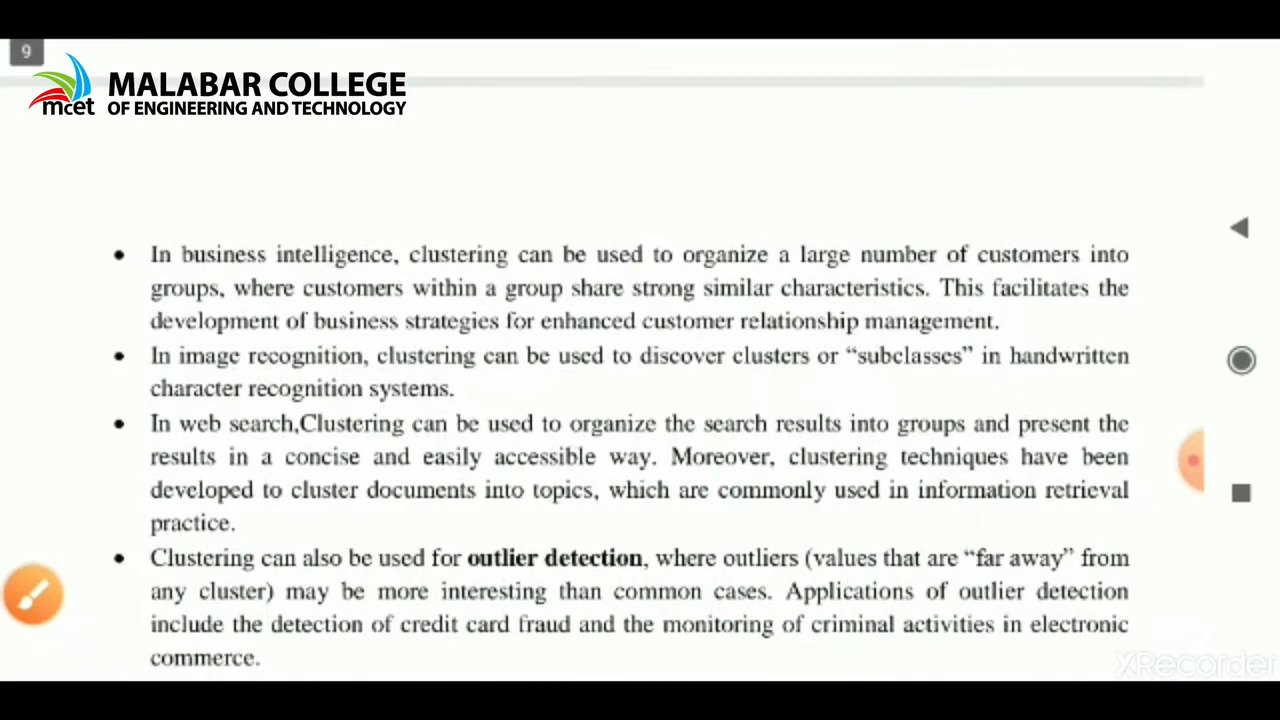 9
mcet
MALABAR COLLEGE
OF ENGINEERING AND TECHNOLOGY
• In business intelligence, clustering can be used to organize a large number of customers into
groups, where customers within a group share strong similar characteristics. This facilitates the
development of business strategies for enhanced customer relationship management.
• In image recognition, clustering can be used to discover clusters or “subclasses” in handwritten
character recognition systems.
• In web search,Clustering can be used to organize the search results into groups and present the
results in a concise and easily accessible way. Moreover, clustering techniques have been
developed to cluster documents into topics, which are commonly used in information retrieval
practice.
• Clustering can also be used for outlier detection, where outliers (values that are “far away” from
any cluster) may be more interesting than common cases. Applications of outlier detection
include the detection of credit card fraud and the monitoring of criminal activities in electronic
commerce.
XRecorder